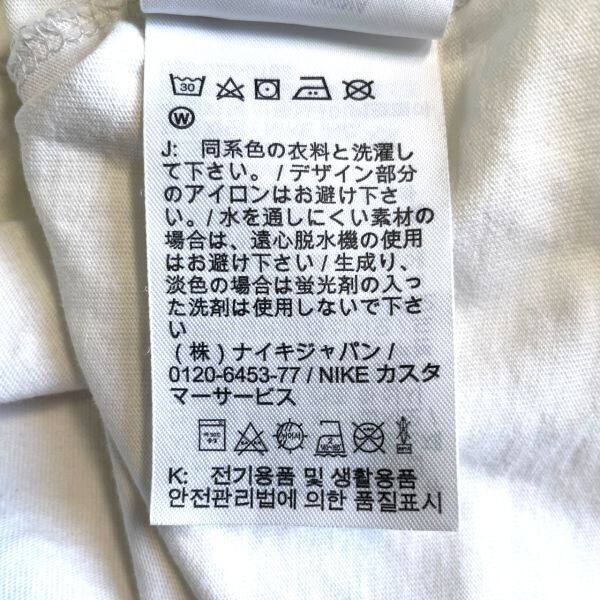 30
W
J: 同系色の衣料と洗濯し
て下さい。 / デザイン部分
のアイロンはお避け下さ
い。/ 水を通しにくい素材の
場合は、遠心脱水機の使用
はお避け下さい / 生成り、
淡色の場合は蛍光剤の入っ
た洗剤は使用しないで下さ
い
(株) ナイキジャパン /
0120-6453-77 / NIKE カスタ
マーサービス
K: 전기용품 및 생활용품
안전관리법에 의한 품질표시